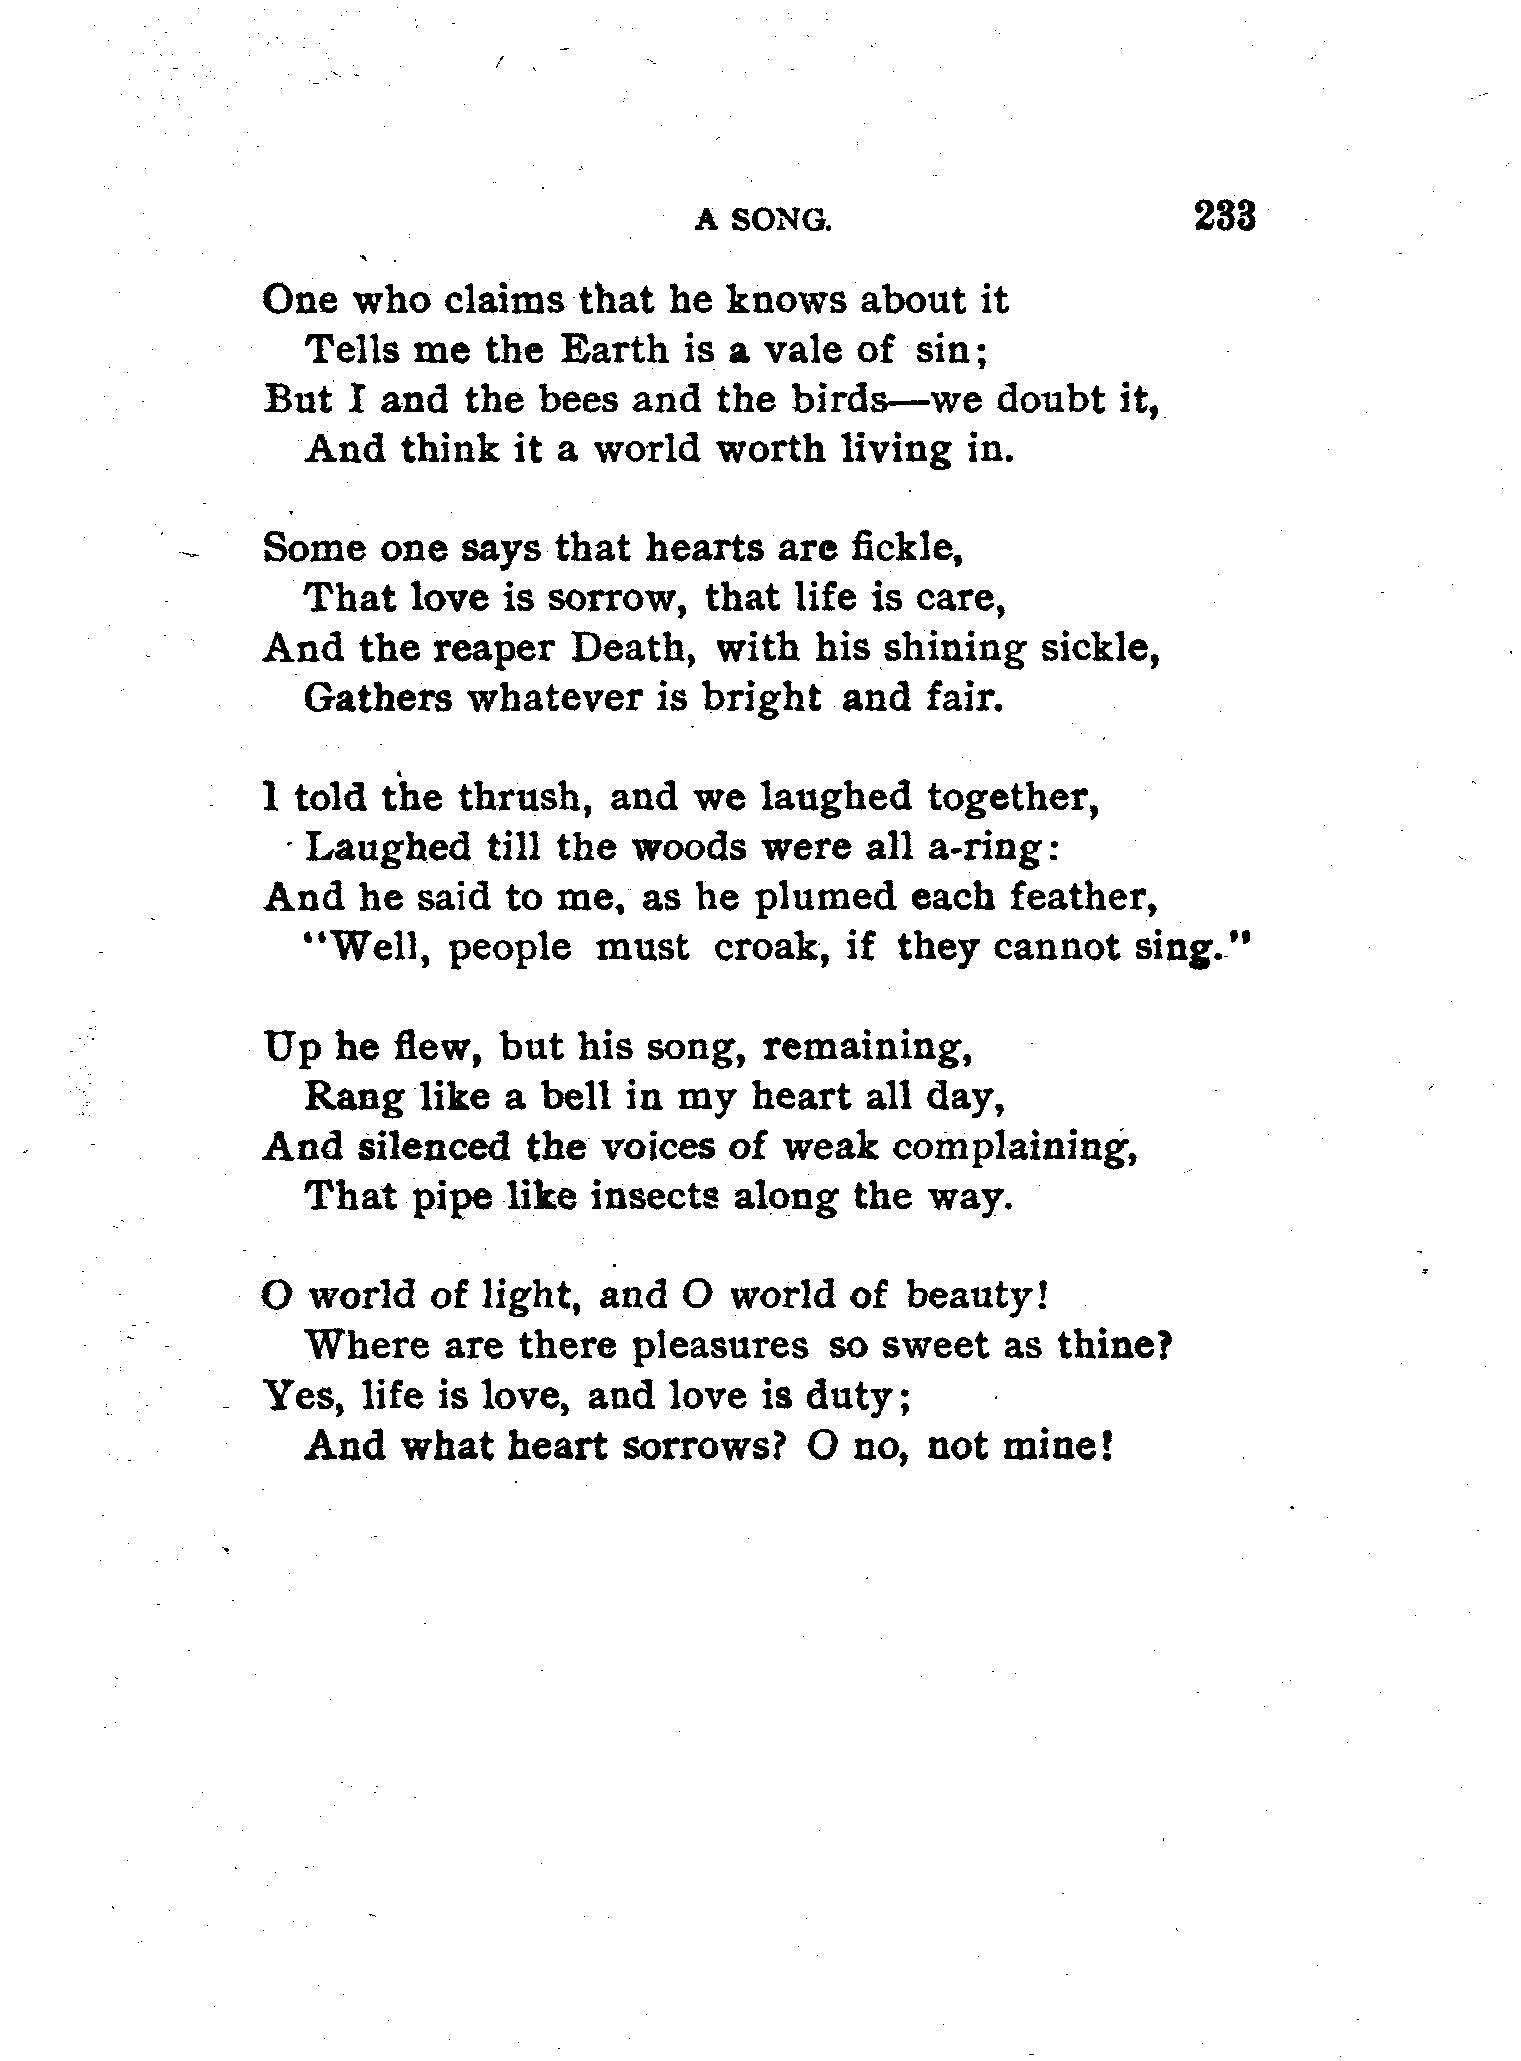 A SONG. 233
One who claims that he knows about it
Tells me the Earth is a vale of sin;
But I and the bees and the birds—we doubt it,
And think it a world worth living in.
Some one says that hearts are fickle,
That love is sorrow, that life is care,
And the reaper Death, with his shining sickle,
Gathers whatever is bright and fair.
I told the thrush, and we laughed together,
Laughed till the woods were all a-ring:
And he said to me, as he plumed each feather,
"Well, people must croak, if they cannot sing."
Up he flew, but his song, remaining,
Rang like a bell in my heart all day,
And silenced the voices of weak complaining,
That pipe like insects along the way.
O world of light, and O world of beauty!
Where are there pleasures so sweet as thine?
Yes, life is love, and love is duty;
And what heart sorrows? O no, not mine!